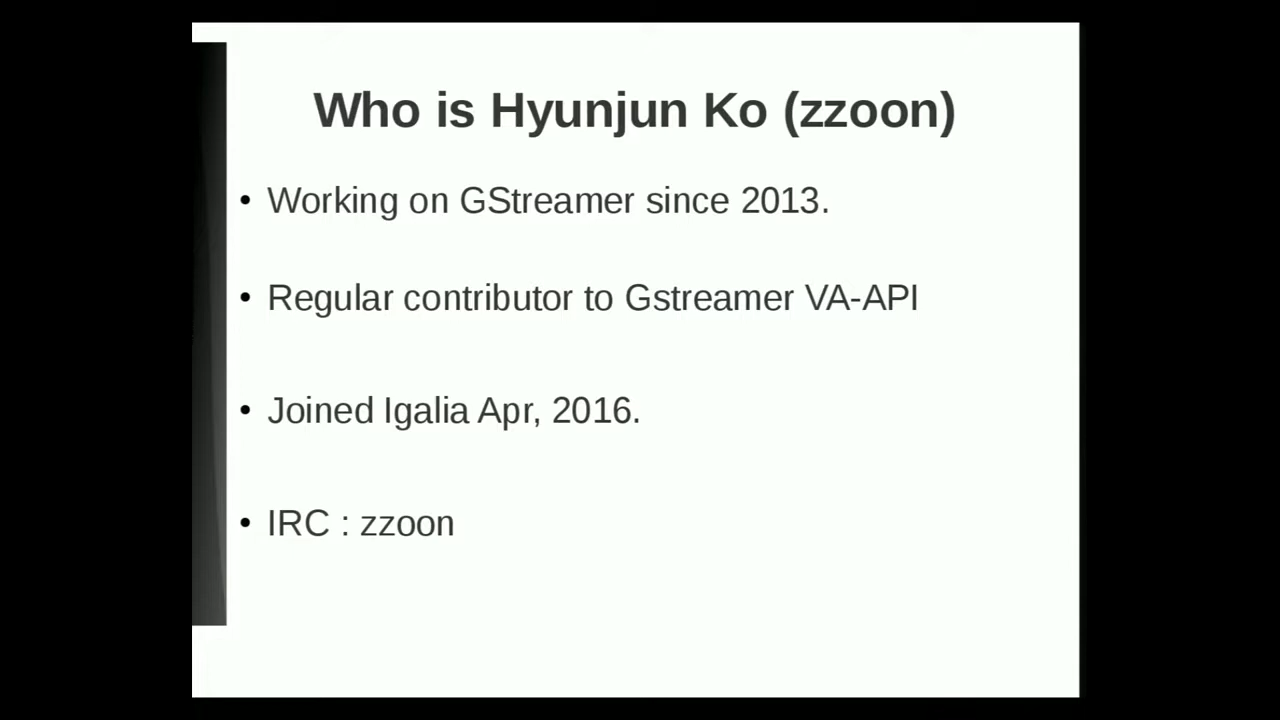 Who is Hyunjun Ko (zzoon)
• Working on GStreamer since 2013.
• Regular contributor to Gstreamer VA-API
• Joined Igalia Apr, 2016.
• IRC : zzoon